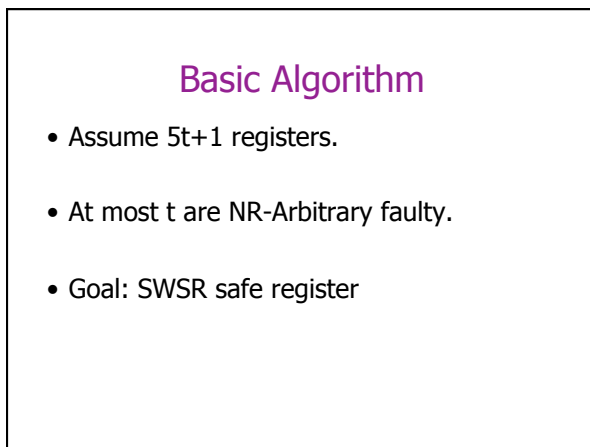 Basic Algorithm
• Assume 5t+1 registers.
• At most t are NR-Arbitrary faulty.
• Goal: SWSR safe register